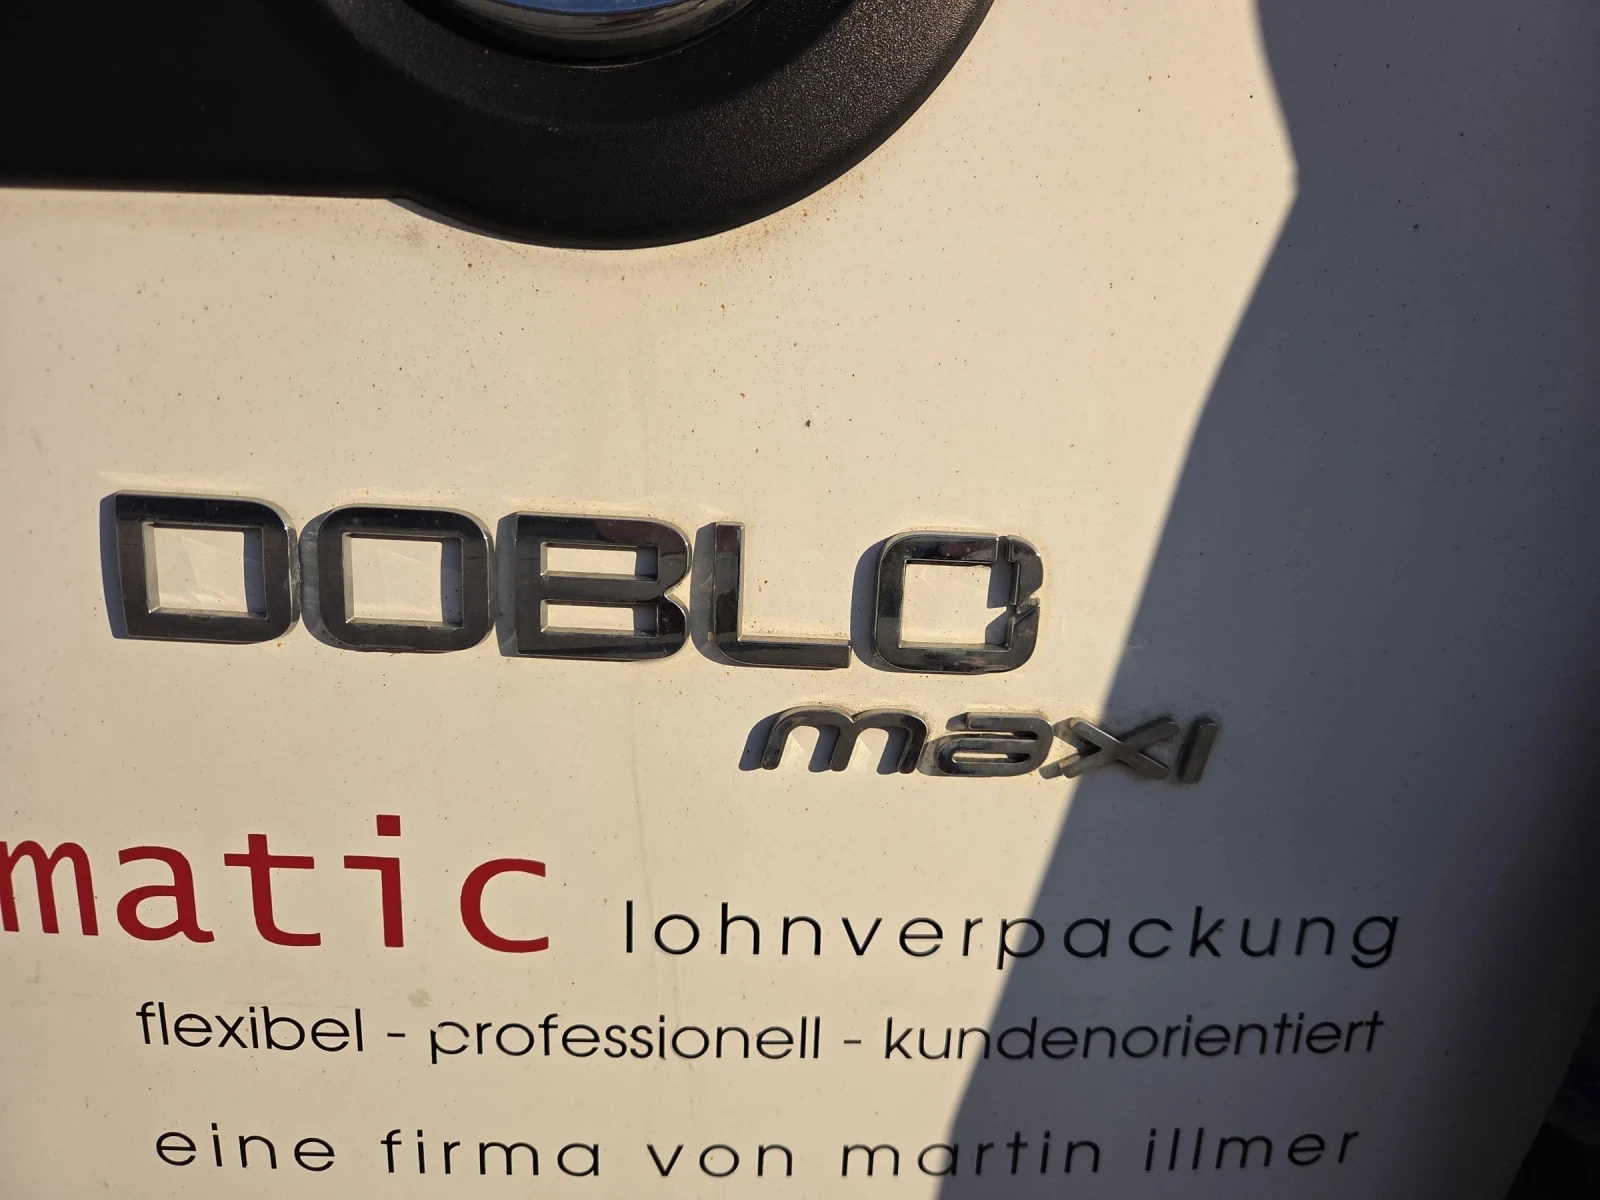 DOBLO
maxi
matic lohnverpackung
flexibel - professionell - kundenorientiert
eine firma von martin illmer